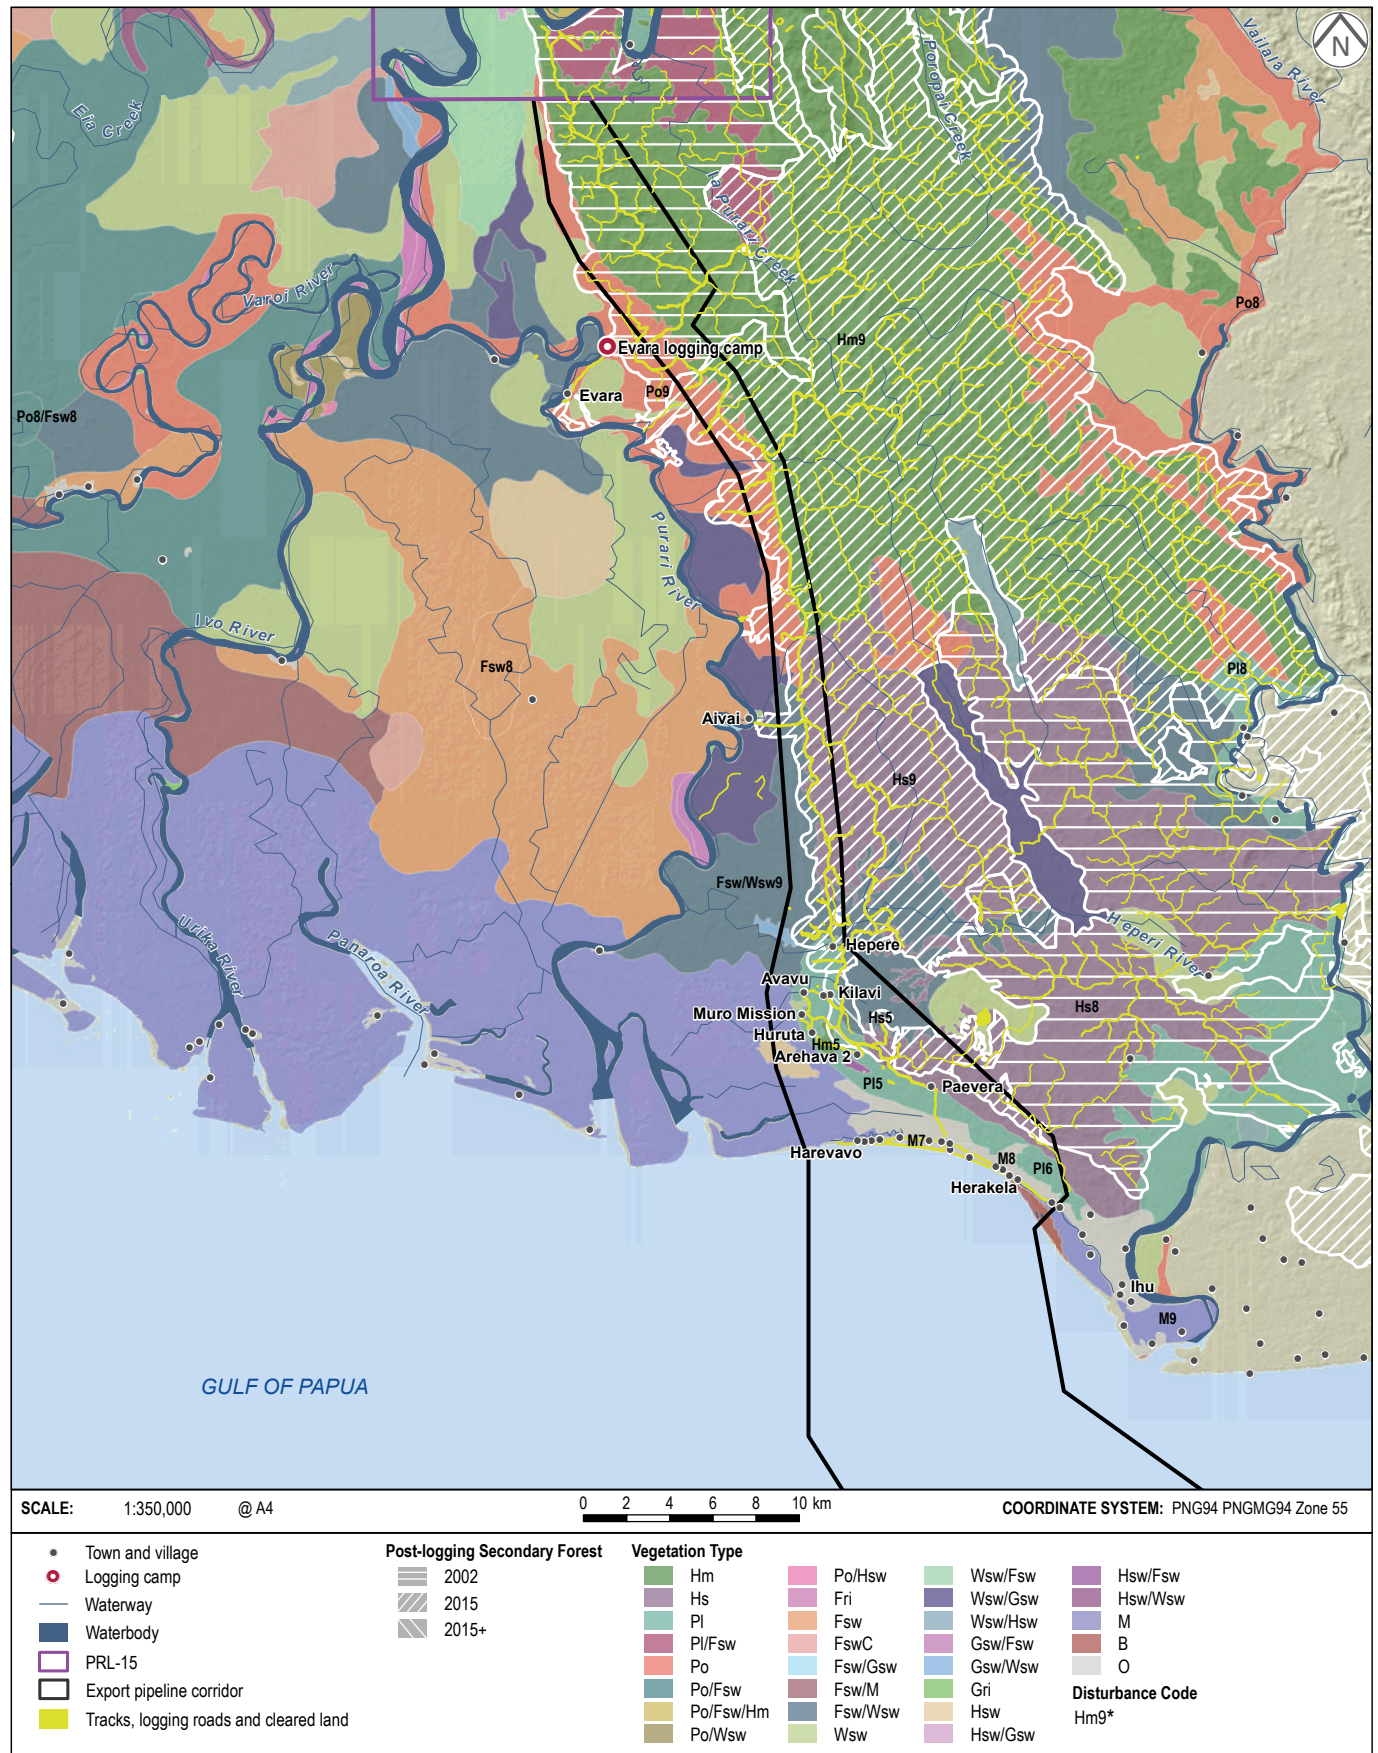 N
Vailala River
Poropai Creek
Eia Creek
Ia Purari Creek
Varoi River
Po8
Hm9
Evara logging camp
Po9
Evara
Po8/Fsw8
Purari River
Ivo River
Fsw8
Pl8
Aivai
Hs9
Fsw/Wsw9
Urika River
Panaroa River
Hepere
Heperi River
Avavu
Kilavi
Hs8
Muro Mission
Hs5
Huruta
Hm5
Arehava 2
Pl5
Paevera
M7
Harevavo
M8
Pl6
Herakela
Ihu
M9
GULF OF PAPUA
SCALE: 1:350,000 @ A4
0 2 4 6 8 10 km
COORDINATE SYSTEM: PNG94 PNGMG94 Zone 55
Town and village
Logging camp
Waterway
Waterbody
PRL-15
Export pipeline corridor
Tracks, logging roads and cleared land
Post-logging Secondary Forest
2002
2015
2015+
Vegetation Type
Hm
Hs
Pl
Pl/Fsw
Po
Po/Fsw
Po/Fsw/Hm
Po/Wsw
Po/Hsw
Fri
Fsw
FswC
Fsw/Gsw
Fsw/M
Fsw/Wsw
Wsw
Wsw/Fsw
Wsw/Gsw
Wsw/Hsw
Gsw/Fsw
Gsw/Wsw
Gri
Hsw
Hsw/Gsw
Hsw/Fsw
Hsw/Wsw
M
B
O
Disturbance Code
Hm9*